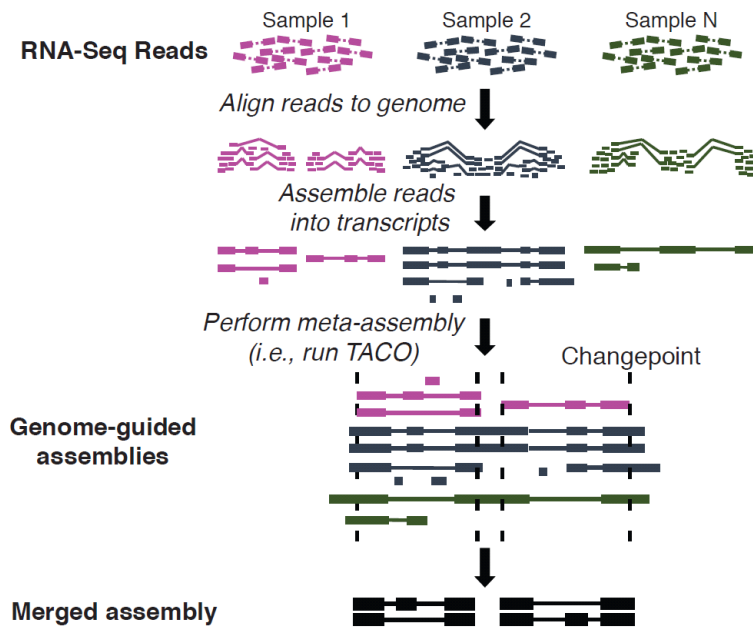 Sample 1
Sample 2
Sample N
RNA-Seq Reads
Align reads to genome
Assemble reads
into transcripts
Perform meta-assembly
(i.e., run TACO)
Changepoint
Genome-guided
assemblies
Merged assembly